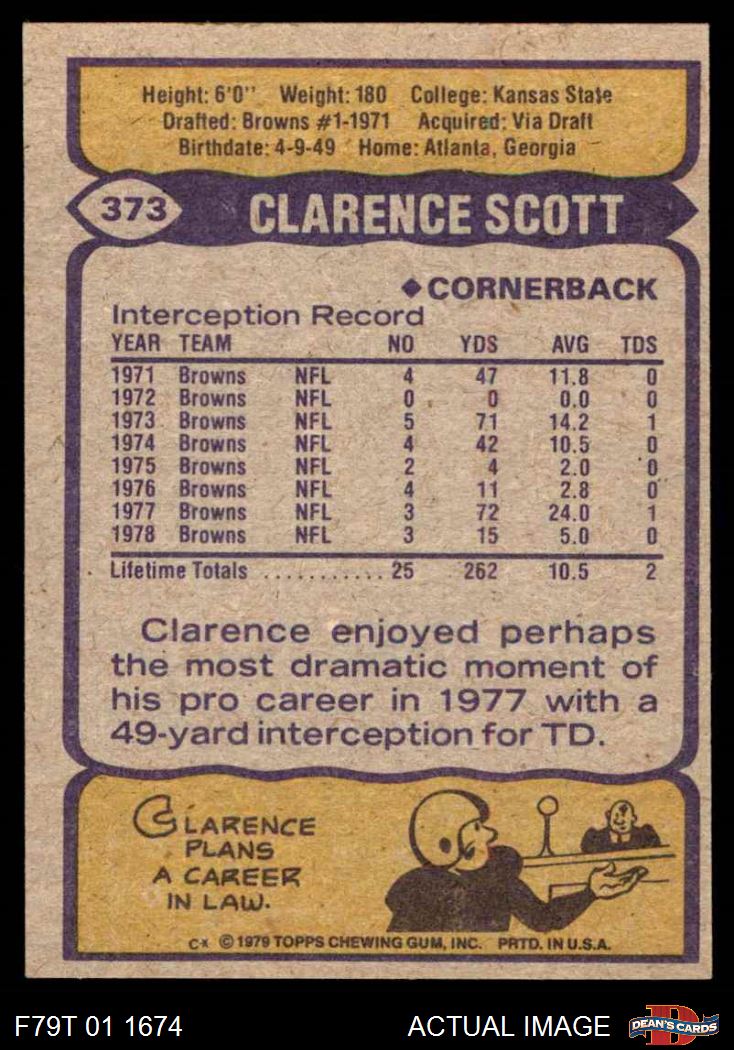 Height: 6'0" Weight: 180 College: Kansas State
Drafted: Browns #1-1971 Acquired: Via Draft
Birthdate: 4-9-49 Home: Atlanta, Georgia
373 CLARENCE SCOTT
◆CORNERBACK
Interception Record
YEAR TEAM NO YDS AVG TDS
1971 Browns NFL 4 47 11.8 0
1972 Browns NFL 0 0 0.0 0
1973 Browns NFL 5 71 14.2 1
1974 Browns NFL 4 42 10.5 0
1975 Browns NFL 2 4 2.0 0
1976 Browns NFL 4 11 2.8 0
1977 Browns NFL 3 72 24.0 1
1978 Browns NFL 3 15 5.0 0
Lifetime Totals ........... 25 262 10.5 2
Clarence enjoyed perhaps
the most dramatic moment of
his pro career in 1977 with a
49-yard interception for TD.
CLARENCE
PLANS
A CAREER
IN LAW.
C* © 1979 TOPPS CHEWING GUM, INC. PRTD. IN U.S.A.
F79T 01 1674 ACTUAL IMAGE D DEAN'S CARDS